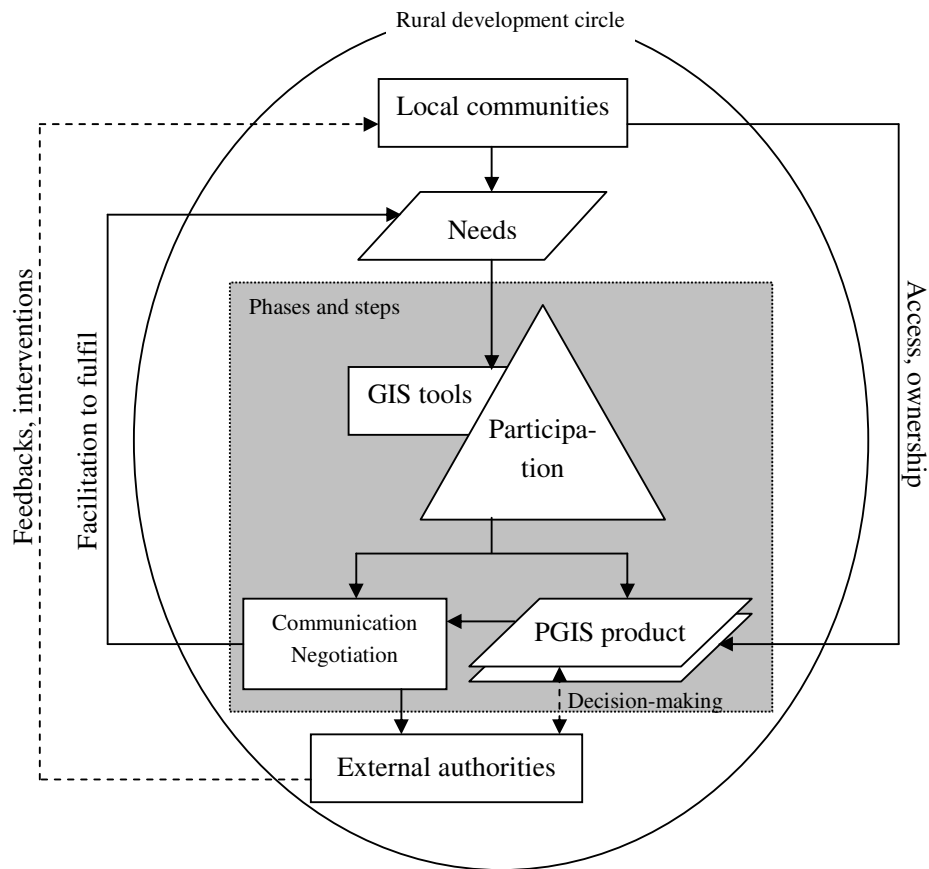 Rural development circle
Local communities
Needs
Phases and steps
GIS tools
Participa-
tion
Communication
Negotiation
PGIS product
Decision-making
External authorities
Feedbacks, interventions
Facilitation to fulfil
Access, ownership